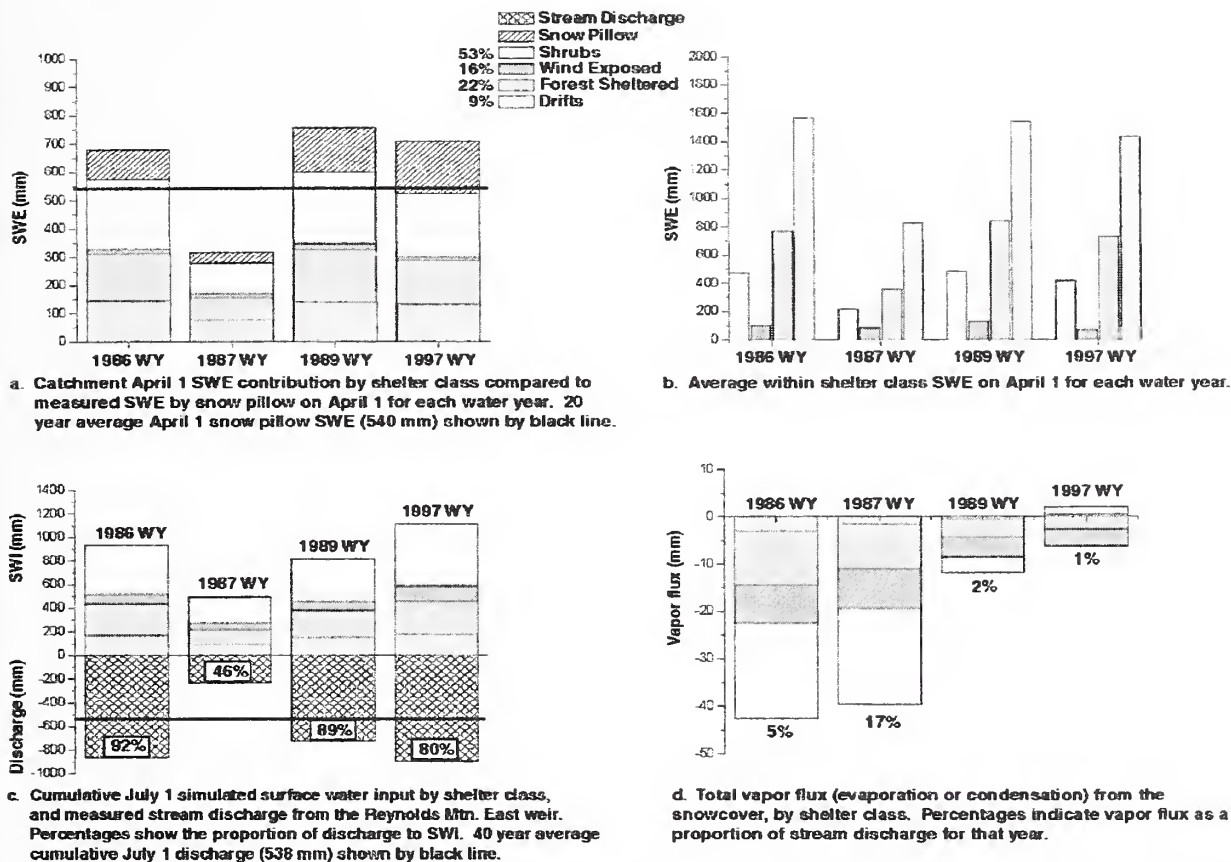 Stream Discharge
Snow Pillow
53% Shrubs
16% Wind Exposed
22% Forest Sheltered
9% Drifts
1000
900
800
700
600
500
400
300
200
100
0
SWE (mm)
1986 WY 1987 WY 1989 WY 1997 WY
a. Catchment April 1 SWE contribution by shelter class compared to
measured SWE by snow pillow on April 1 for each water year. 20
year average April 1 snow pillow SWE (540 mm) shown by black line.
2000
1800
1600
1400
1200
1000
800
600
400
200
0
SWE (mm)
1986 WY 1987 WY 1989 WY 1997 WY
b. Average within shelter class SWE on April 1 for each water year.
1400
1200
1000
800
600
400
200
0
-200
-400
-600
-800
-1000
SWI (mm)
Discharge (mm)
1986 WY
1987 WY
1989 WY
1997 WY
92%
46%
89%
80%
c. Cumulative July 1 simulated surface water input by shelter class,
and measured stream discharge from the Reynolds Mtn. East weir.
Percentages show the proportion of discharge to SWI. 40 year average
cumulative July 1 discharge (538 mm) shown by black line.
10
0
-10
-20
-30
-40
-50
Vapor flux (mm)
1986 WY 1987 WY 1989 WY 1997 WY
5%
17%
2%
1%
d. Total vapor flux (evaporation or condensation) from the
snowcover, by shelter class. Percentages indicate vapor flux as a
proportion of stream discharge for that year.